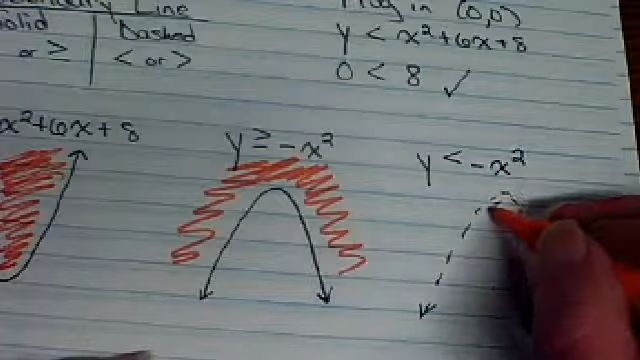 Line
Solid Dashed
or ≥ < or >
Plug in (0,0)
y < x²+6x+8
0 < 8 ✓
x²+6x+8
y ≥ -x²
y < -x²